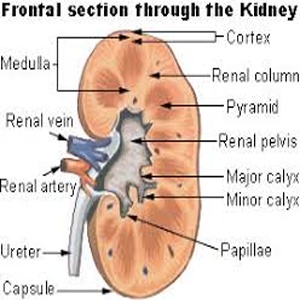 Frontal section through the Kidney
Cortex
Medulla
Renal column
Pyramid
Renal vein
Renal pelvis
Major calyx
Renal artery
Minor calyx
Ureter
Papillae
Capsule